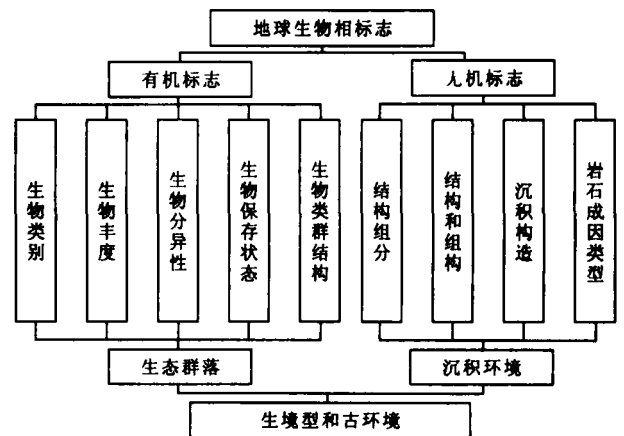 地球生物相标志
有机标志
无机标志
生物类别
生物丰度
生物分异性
生物保存状态
生物类群结构
结构组分
结构和组构
沉积构造
岩石成因类型
生态群落
沉积环境
生境型和古环境